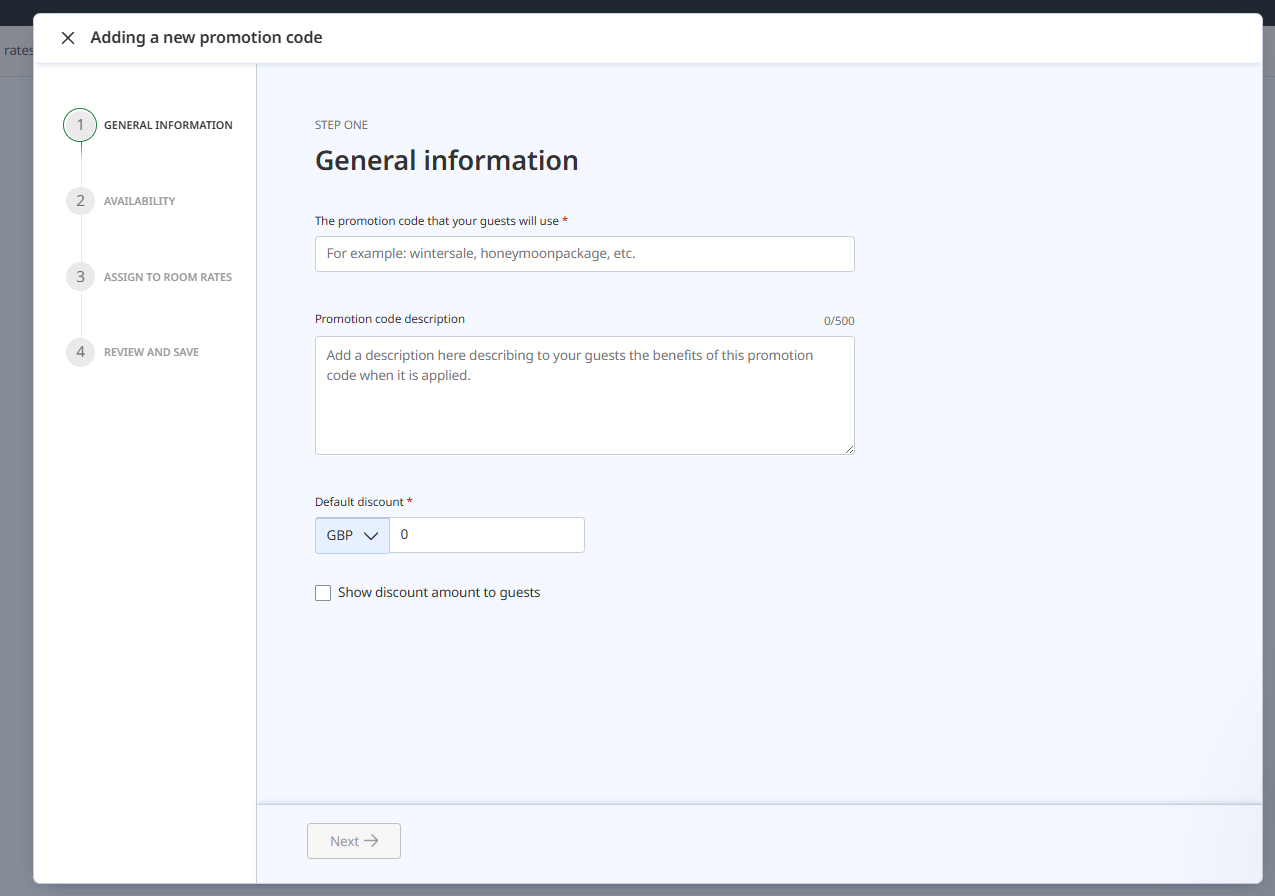 Adding a new promotion code
rates
1 GENERAL INFORMATION
2 AVAILABILITY
3 ASSIGN TO ROOM RATES
4 REVIEW AND SAVE
STEP ONE
General information
The promotion code that your guests will use *
For example: wintersale, honeymoonpackage, etc.
Promotion code description
0/500
Add a description here describing to your guests the benefits of this promotion
code when it is applied.
Default discount *
GBP 0
Show discount amount to guests
Next